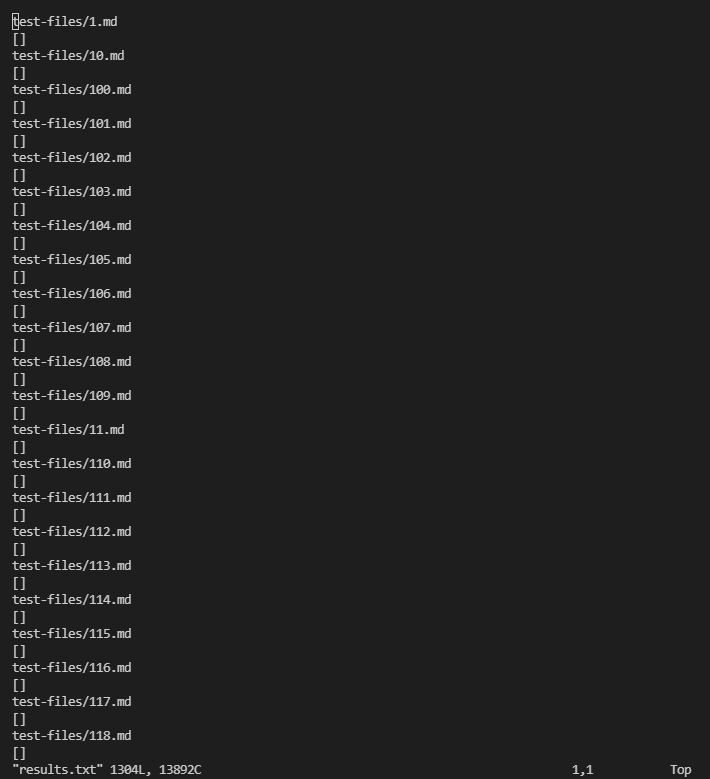 test-files/1.md
[]
test-files/10.md
[]
test-files/100.md
[]
test-files/101.md
[]
test-files/102.md
[]
test-files/103.md
[]
test-files/104.md
[]
test-files/105.md
[]
test-files/106.md
[]
test-files/107.md
[]
test-files/108.md
[]
test-files/109.md
[]
test-files/11.md
[]
test-files/110.md
[]
test-files/111.md
[]
test-files/112.md
[]
test-files/113.md
[]
test-files/114.md
[]
test-files/115.md
[]
test-files/116.md
[]
test-files/117.md
[]
test-files/118.md
[]
"results.txt" 1304L, 13892C 1,1 Top